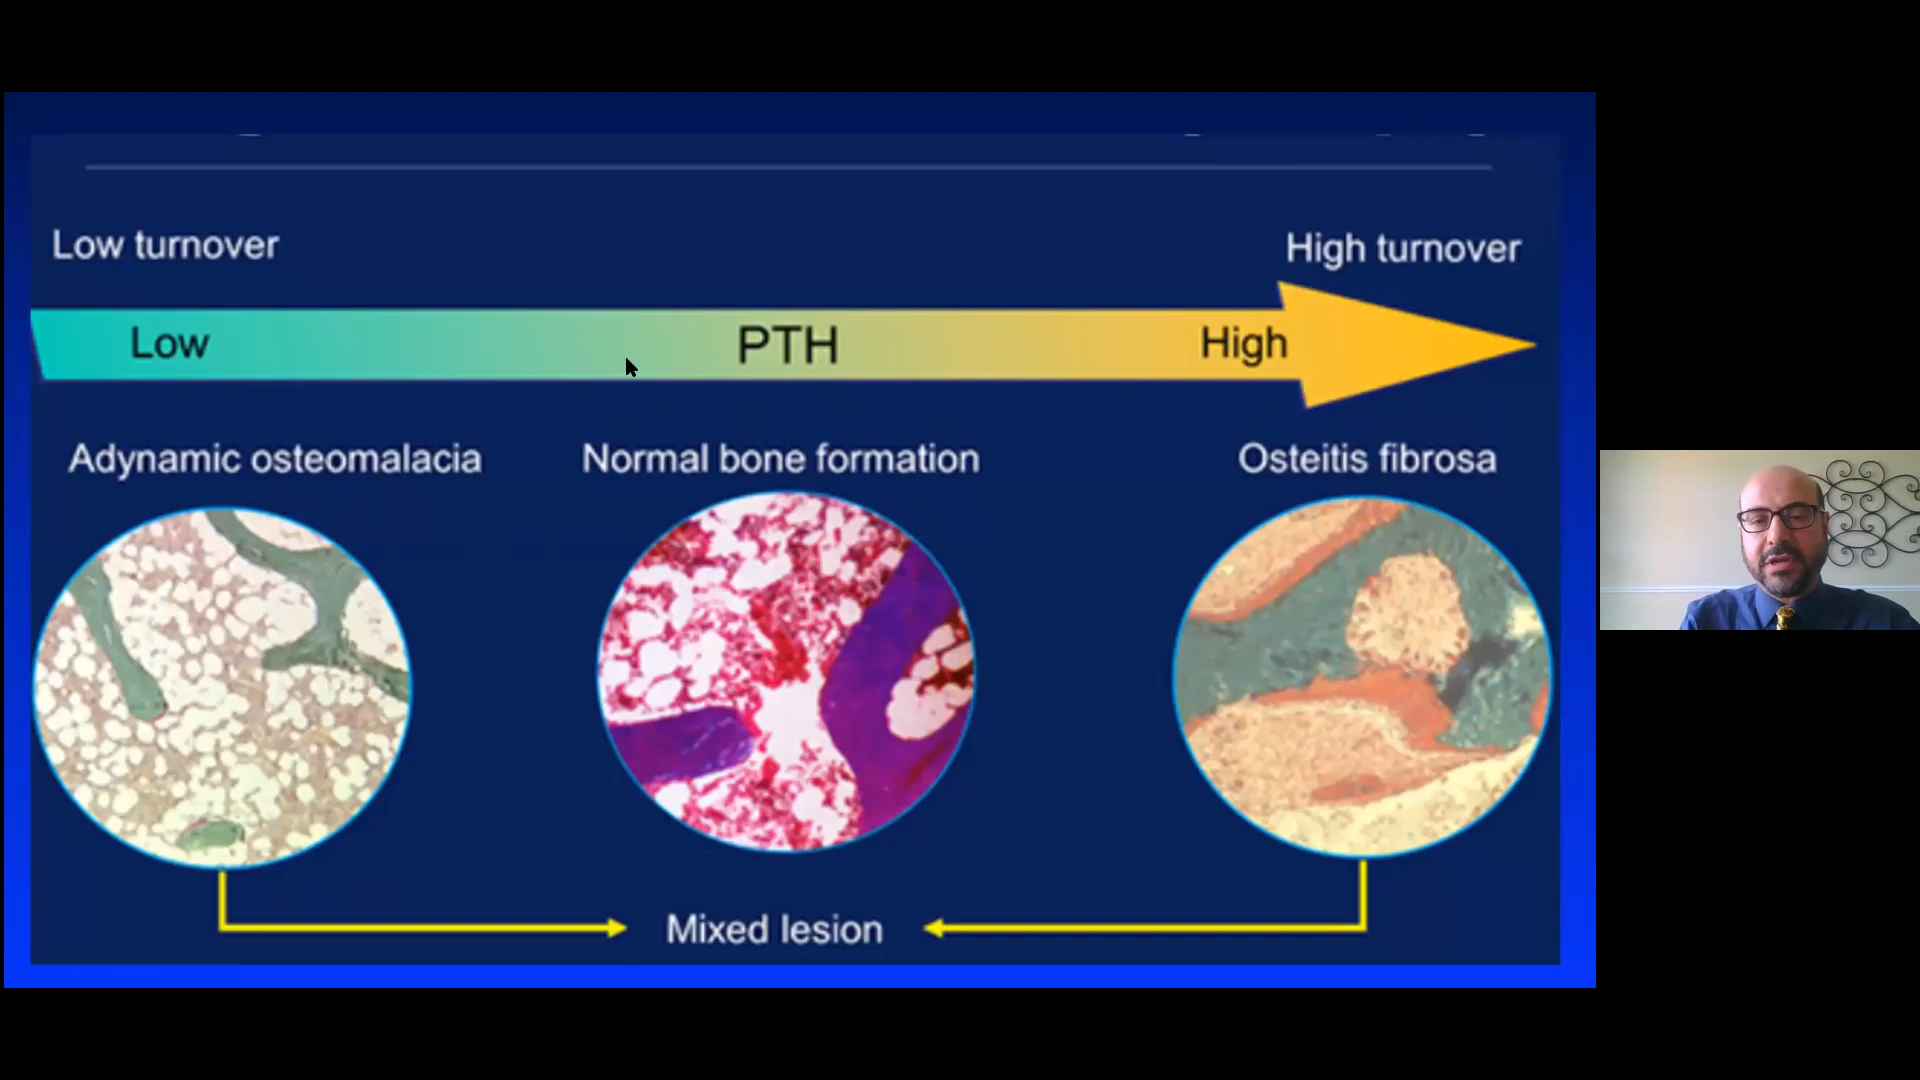 Low turnover
High turnover
Low PTH High
Adynamic osteomalacia
Normal bone formation
Osteitis fibrosa
Mixed lesion